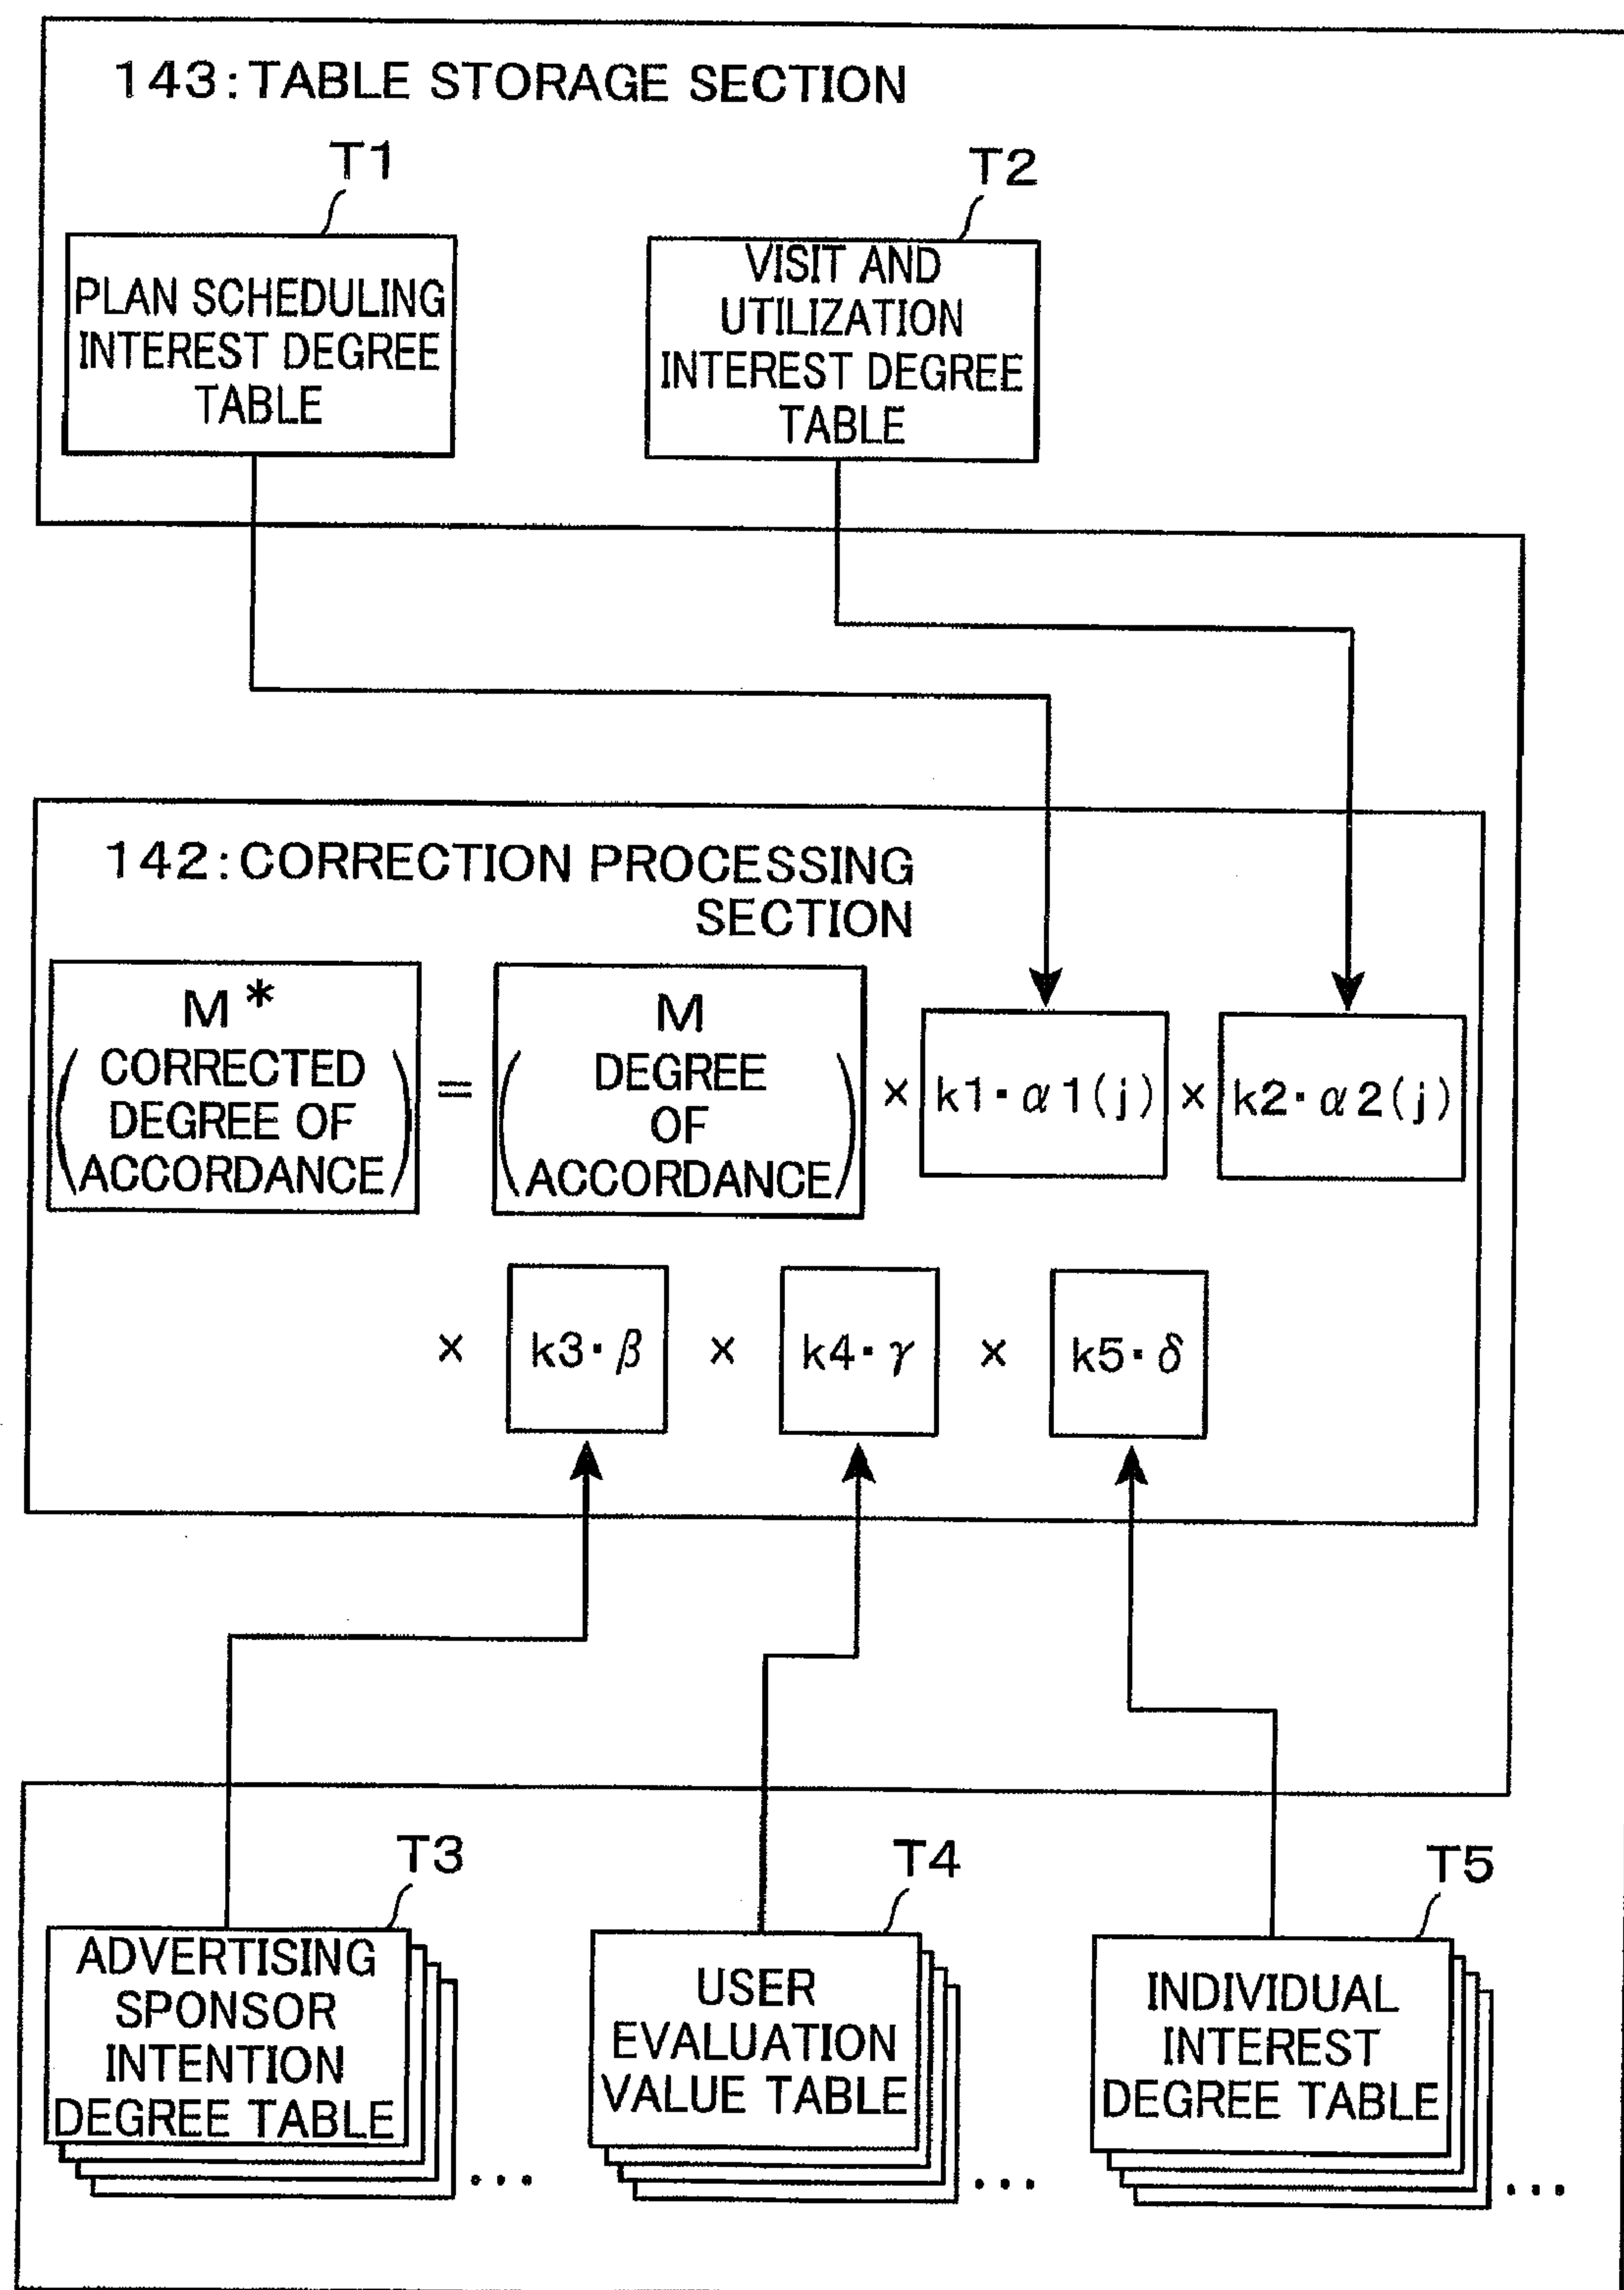 143:TABLE STORAGE SECTION
T1
T2
PLAN SCHEDULING
INTEREST DEGREE
TABLE
VISIT AND
UTILIZATION
INTEREST DEGREE
TABLE
142:CORRECTION PROCESSING
SECTION
M*
(CORRECTED
DEGREE OF
ACCORDANCE)
=
M
(DEGREE
OF
ACCORDANCE)
× k1·α1(j) × k2·α2(j)
× k3·β × k4·γ × k5·δ
T3
T4
T5
ADVERTISING
SPONSOR
INTENTION
DEGREE TABLE
...
USER
EVALUATION
VALUE TABLE
...
INDIVIDUAL
INTEREST
DEGREE TABLE
...